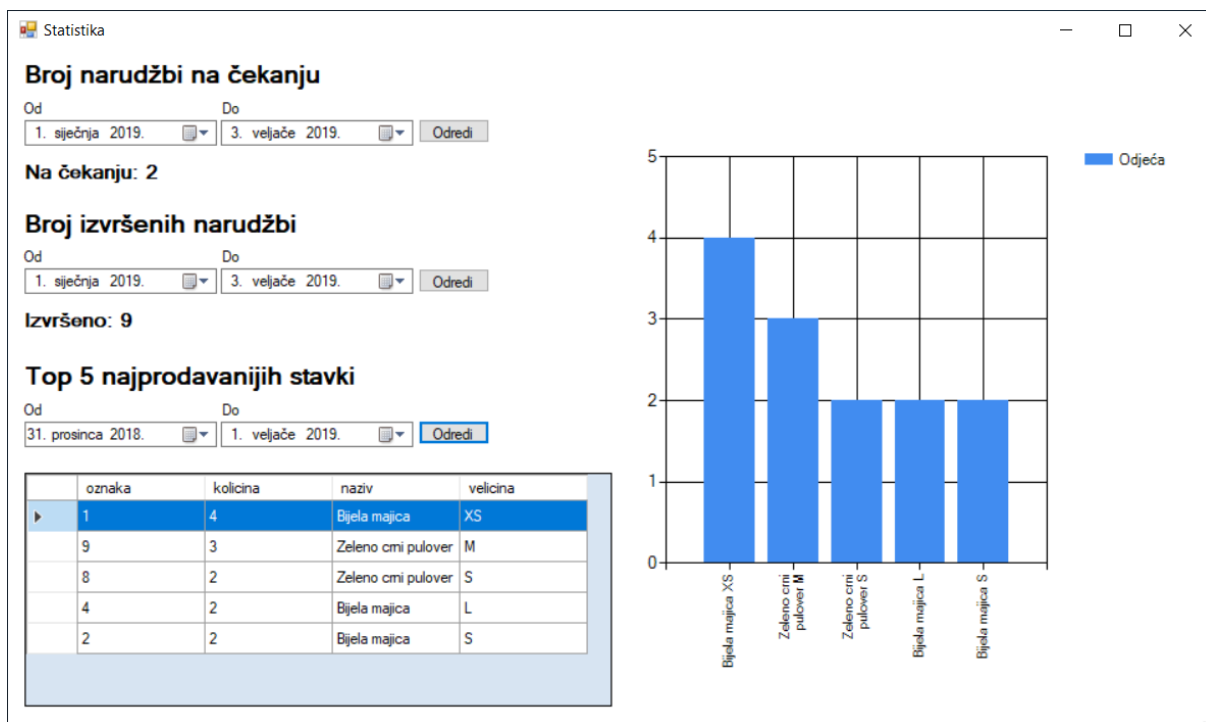 Statistika
Broj narudžbi na čekanju
Od Do
1. siječnja 2019. 3. veljače 2019. Odredi
Na čekanju: 2
Broj izvršenih narudžbi
Od Do
1. siječnja 2019. 3. veljače 2019. Odredi
Izvršeno: 9
Top 5 najprodavanijih stavki
Od Do
31. prosinca 2018. 1. veljače 2019. Odredi
oznaka kolicina naziv velicina
1 4 Bijela majica XS
9 3 Zeleno crni pulover M
8 2 Zeleno crni pulover S
4 2 Bijela majica L
2 2 Bijela majica S
5
4
3
2
1
0
Bijela majica XS
Zeleno crni
pulover M
Zeleno crni
pulover S
Bijela majica L
Bijela majica S
Odjeća